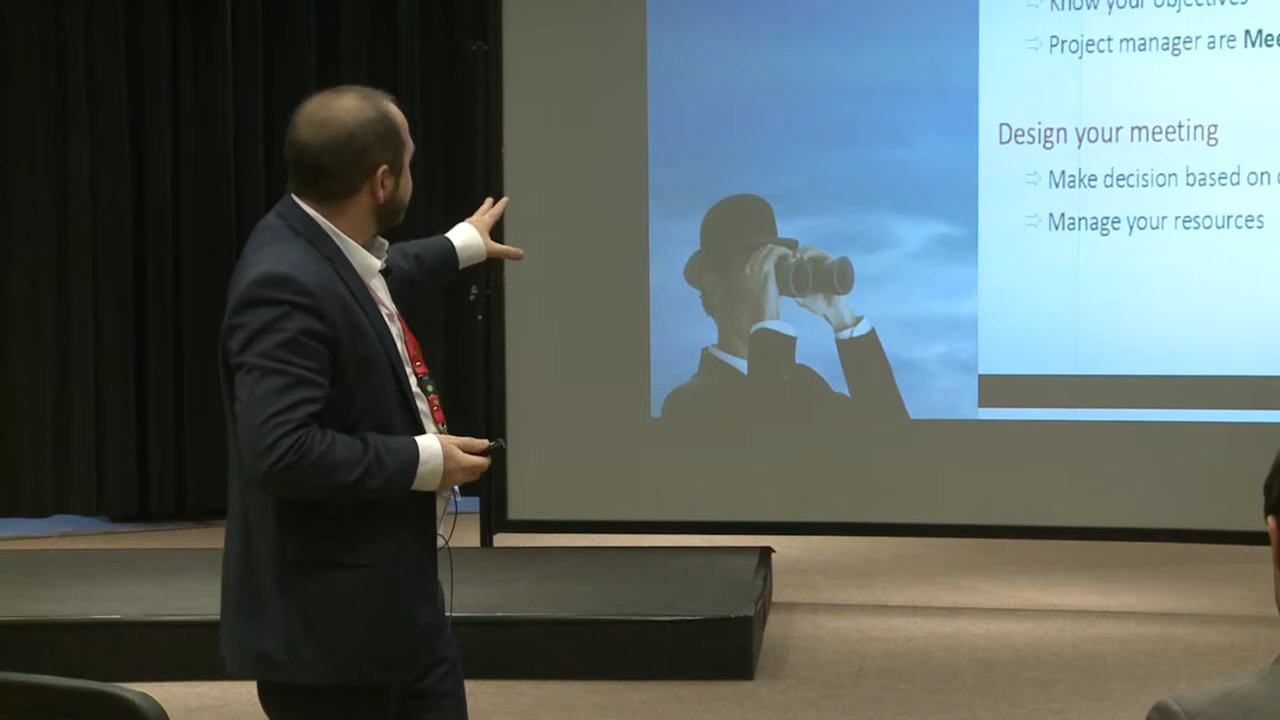 Know your objectives
⇨ Project manager are
Design your meeting
⇨ Make decision based on
⇨ Manage your resources